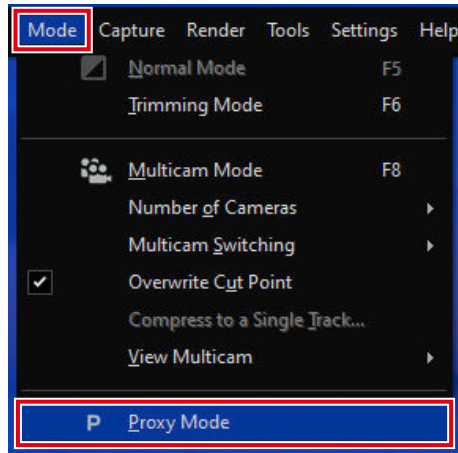 Mode Capture Render Tools Settings Help
Normal Mode F5
Trimming Mode F6
Multicam Mode F8
Number of Cameras
Multicam Switching
Overwrite Cut Point
Compress to a Single Track...
View Multicam
P Proxy Mode